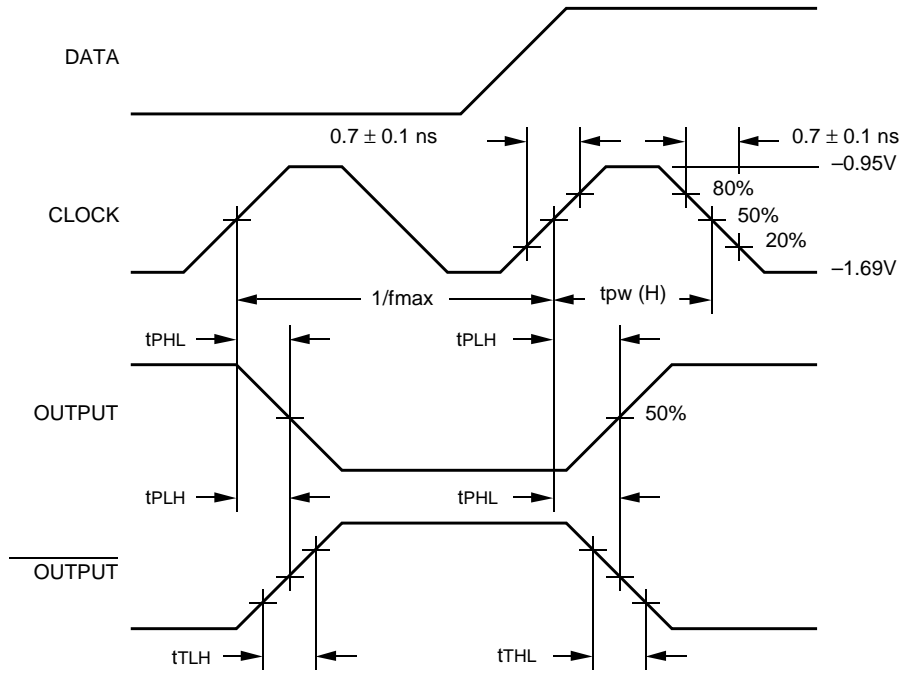 DATA
0.7 ± 0.1 ns
0.7 ± 0.1 ns
–0.95V
80%
CLOCK
50%
20%
–1.69V
1/fmax
tpw (H)
tPHL
tPLH
OUTPUT
50%
tPLH
tPHL
OUTPUT
tTLH
tTHL